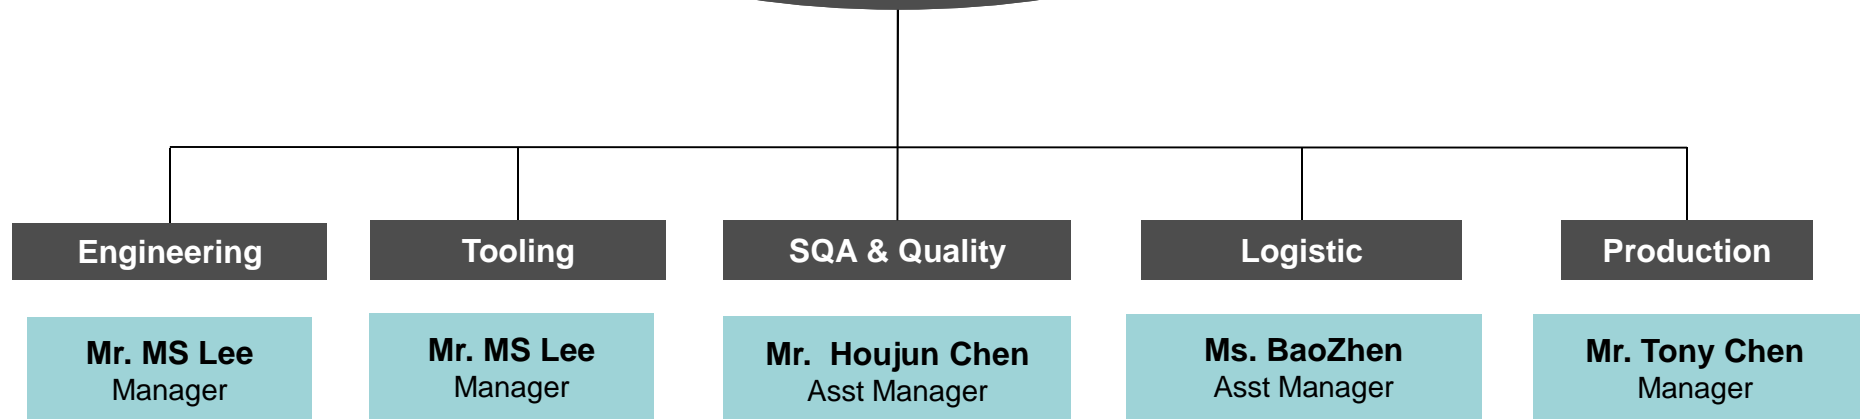 Engineering
Tooling
SQA & Quality
Logistic
Production
Mr. MS Lee
Manager
Mr. MS Lee
Manager
Mr. Houjun Chen
Asst Manager
Ms. BaoZhen
Asst Manager
Mr. Tony Chen
Manager